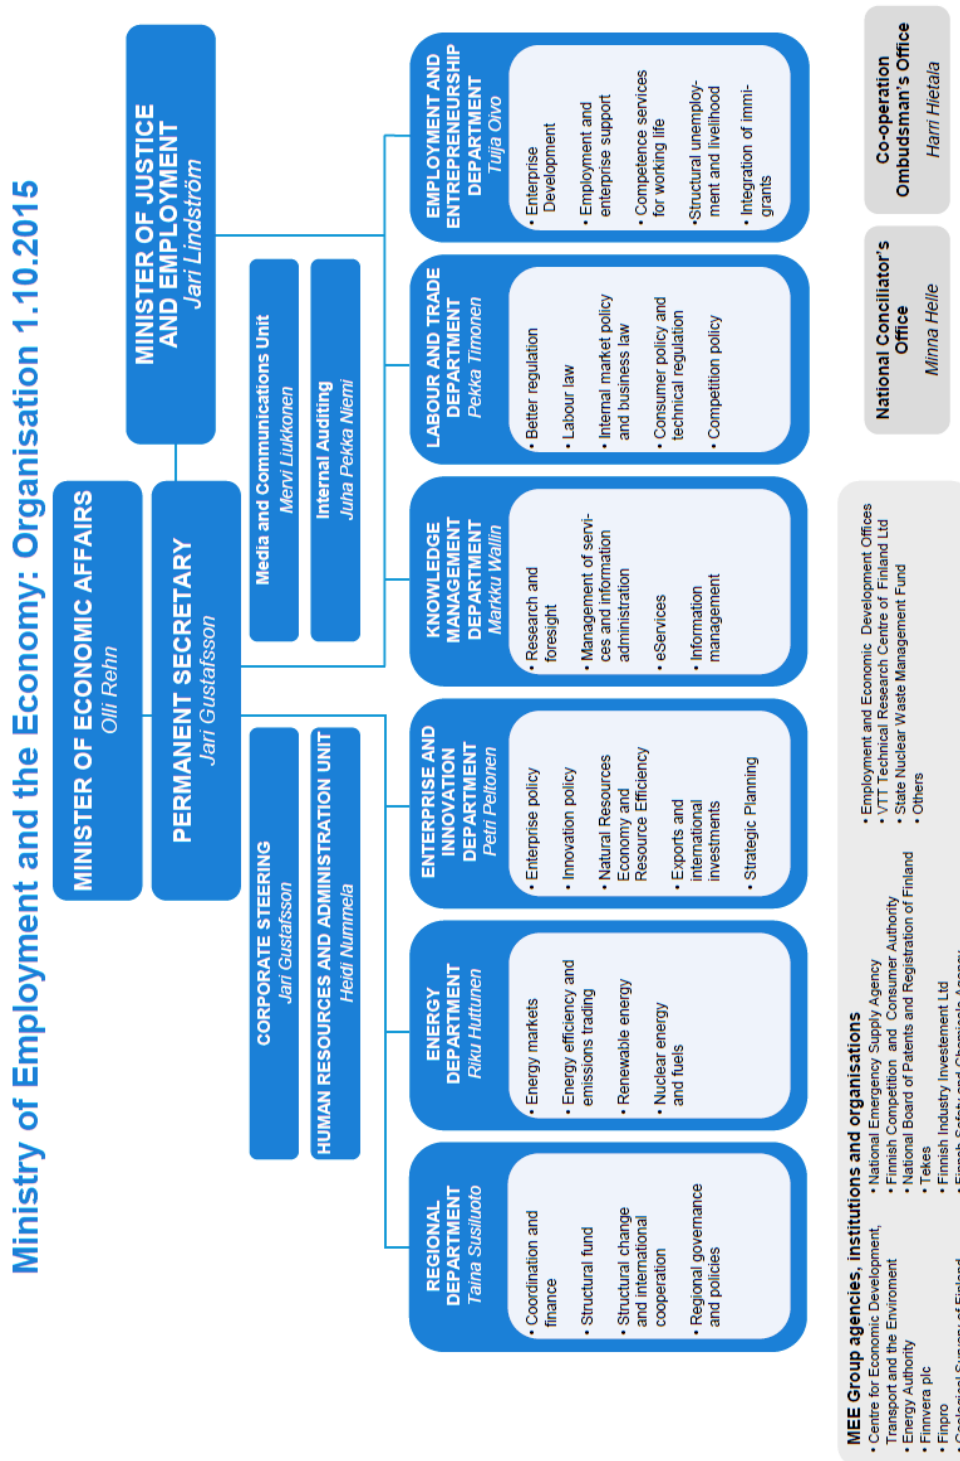 Ministry of Employment and the Economy: Organisation 1.10.2015
MINISTER OF ECONOMIC AFFAIRS
Olli Rehn
MINISTER OF JUSTICE
AND EMPLOYMENT
Jari Lindström
PERMANENT SECRETARY
Jari Gustafsson
CORPORATE STEERING
Jari Gustafsson
HUMAN RESOURCES AND ADMINISTRATION UNIT
Heidi Nummela
Media and Communications Unit
Mervi Liukkonen
Internal Auditing
Juha Pekka Niemi
REGIONAL
DEPARTMENT
Taina Susiluoto
• Coordination and
finance
• Structural fund
• Structural change
and international
cooperation
• Regional governance
and policies
ENERGY
DEPARTMENT
Riku Huttunen
• Energy markets
• Energy efficiency and
emissions trading
• Renewable energy
• Nuclear energy
and fuels
ENTERPRISE AND
INNOVATION
DEPARTMENT
Petri Peltonen
• Enterprise policy
• Innovation policy
• Natural Resources
Economy and
Resource Efficiency
• Exports and
international
investments
• Strategic Planning
KNOWLEDGE
MANAGEMENT
DEPARTMENT
Markku Wallin
• Research and
foresight
• Management of servi-
ces and information
administration
• eServices
• Information
management
LABOUR AND TRADE
DEPARTMENT
Pekka Timonen
• Better regulation
• Labour law
• Internal market policy
and business law
• Consumer policy and
technical regulation
• Competition policy
EMPLOYMENT AND
ENTREPRENEURSHIP
DEPARTMENT
Tuija Oivo
• Enterprise
Development
• Employment and
enterprise support
• Competence services
for working life
•Structural unemploy-
ment and livelihood
• Integration of immi-
grants
MEE Group agencies, institutions and organisations
• Centre for Economic Development,
Transport and the Enviroment
• Energy Authority
• Finnvera plc
• Finpro
• Geological Survey of Finland
• National Emergency Supply Agency
• Finnish Competition and Consumer Authority
• National Board of Patents and Registration of Finland
• Tekes
• Finnish Industry Investement Ltd
• Finnish Safety and Chemicals Agency
• Employment and Economic Development Offices
• VTT Technical Research Centre of Finland Ltd
• State Nuclear Waste Management Fund
• Others
National Conciliator's
Office
Minna Helle
Co-operation
Ombudsman's Office
Harri Hietala